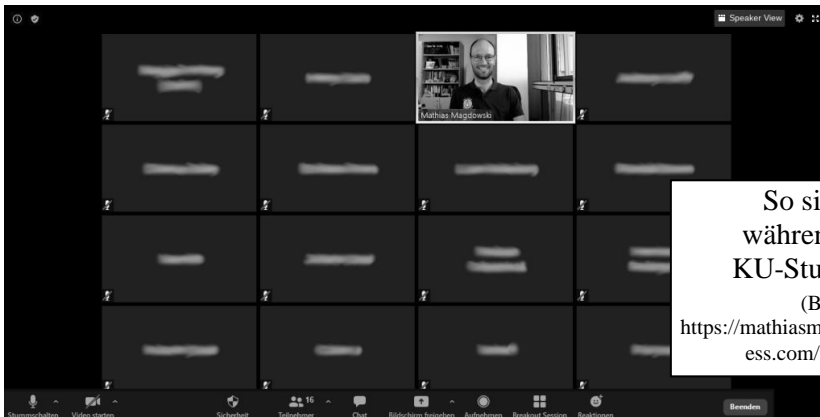 Speaker View
Mathias Magdowski
So si
währen
KU-Stu
(B
https://mathiasm
ess.com/
Stummschalten
Video starten
Sicherheit
16
Teilnehmer
Chat
Bildschirm freigeben
Aufnehmen
Breakout Session
Reaktionen
Beenden